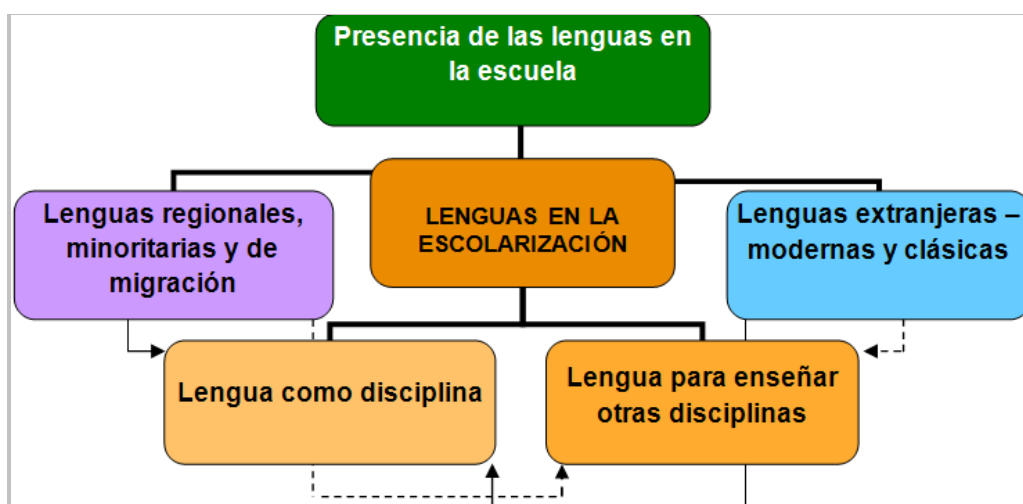 Presencia de las lenguas en
la escuela
LENGUAS EN LA
ESCOLARIZACIÓN
Lenguas regionales,
minoritarias y de
migración
Lenguas extranjeras –
modernas y clásicas
Lengua como disciplina
Lengua para enseñar
otras disciplinas